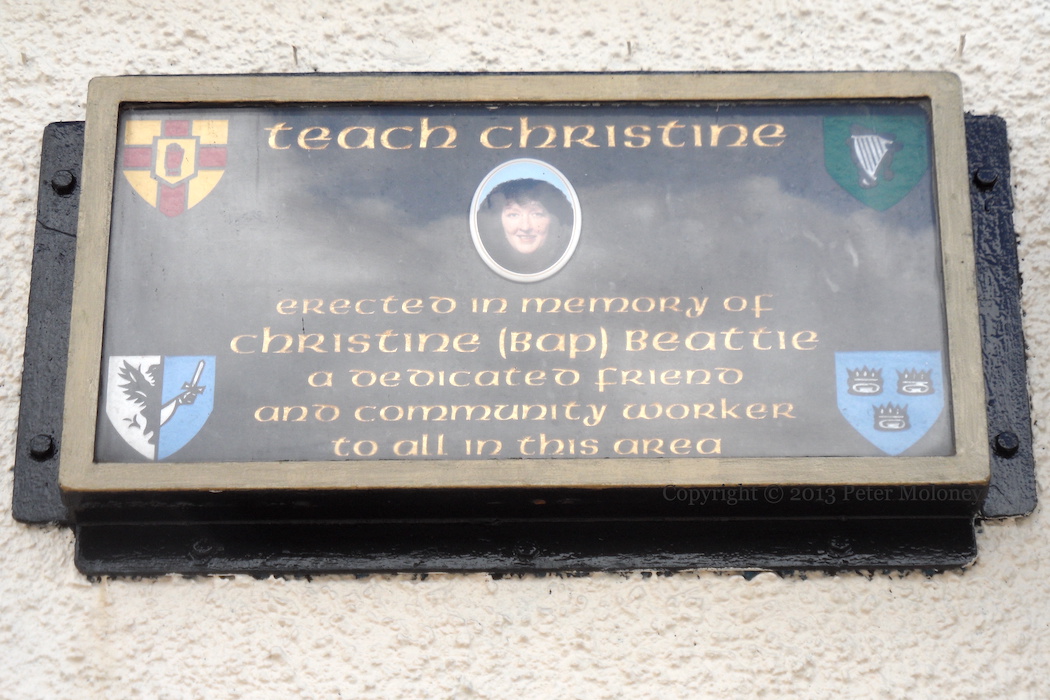 teach christine
erected in memory of
christine (Bap) Beattie
a dedicated friend
and community worker
to all in this area
Copyright © 2013 Peter Moloney